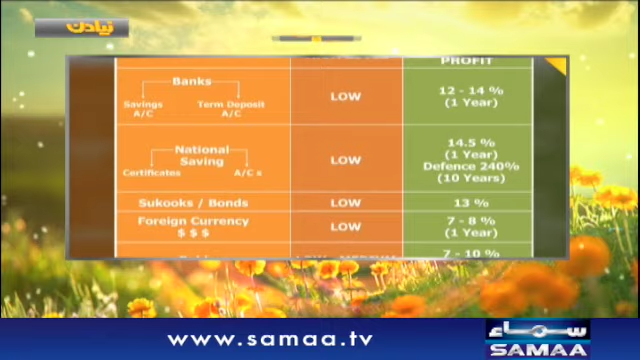 نیادن
PROFIT
Banks
Savings A/C
Term Deposit A/C
LOW
12 - 14 %
(1 Year)
National Saving
Certificates
A/C s
LOW
14.5 %
(1 Year)
Defence 240%
(10 Years)
Sukooks / Bonds
LOW
13 %
Foreign Currency
$ $ $
LOW
7 - 8 %
(1 Year)
7 - 10 %
www.samaa.tv
سماء
SAMAA